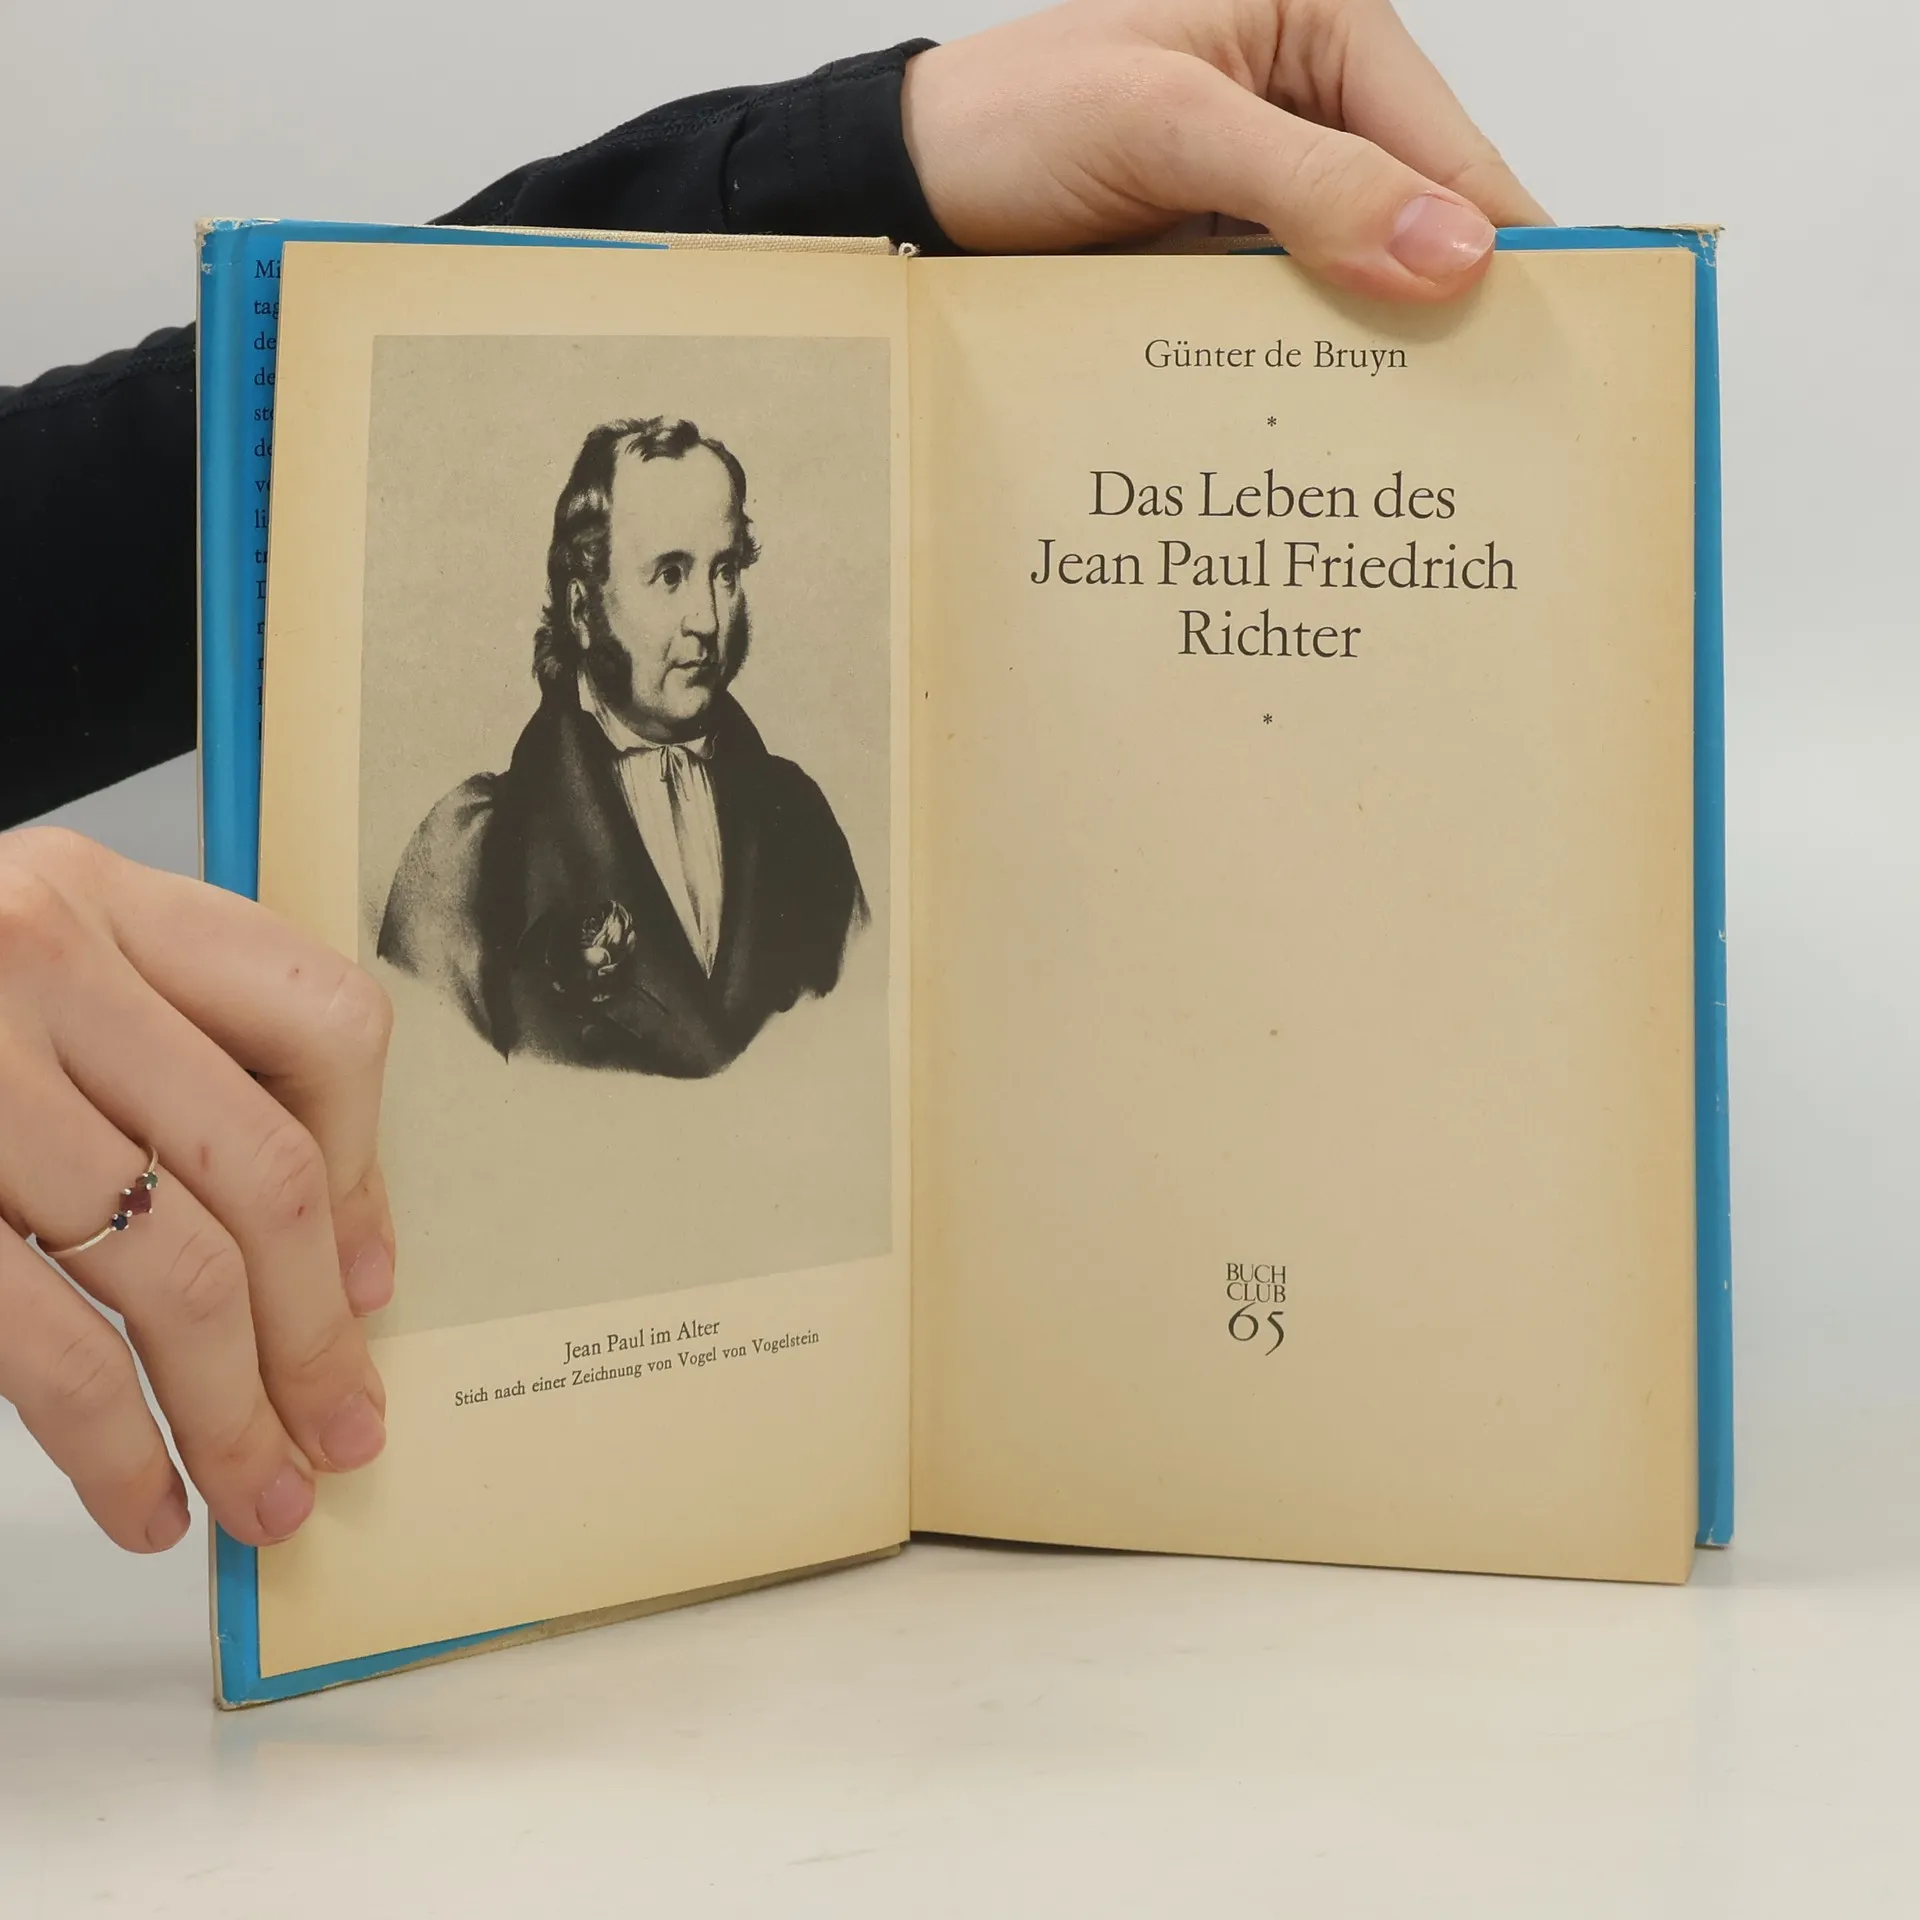 Mi
Jean Paul im Alter
Stich nach einer Zeichnung von Vogel von Vogelstein
Günter de Bruyn
*
Das Leben des
Jean Paul Friedrich
Richter
*
BUCH
CLUB
65